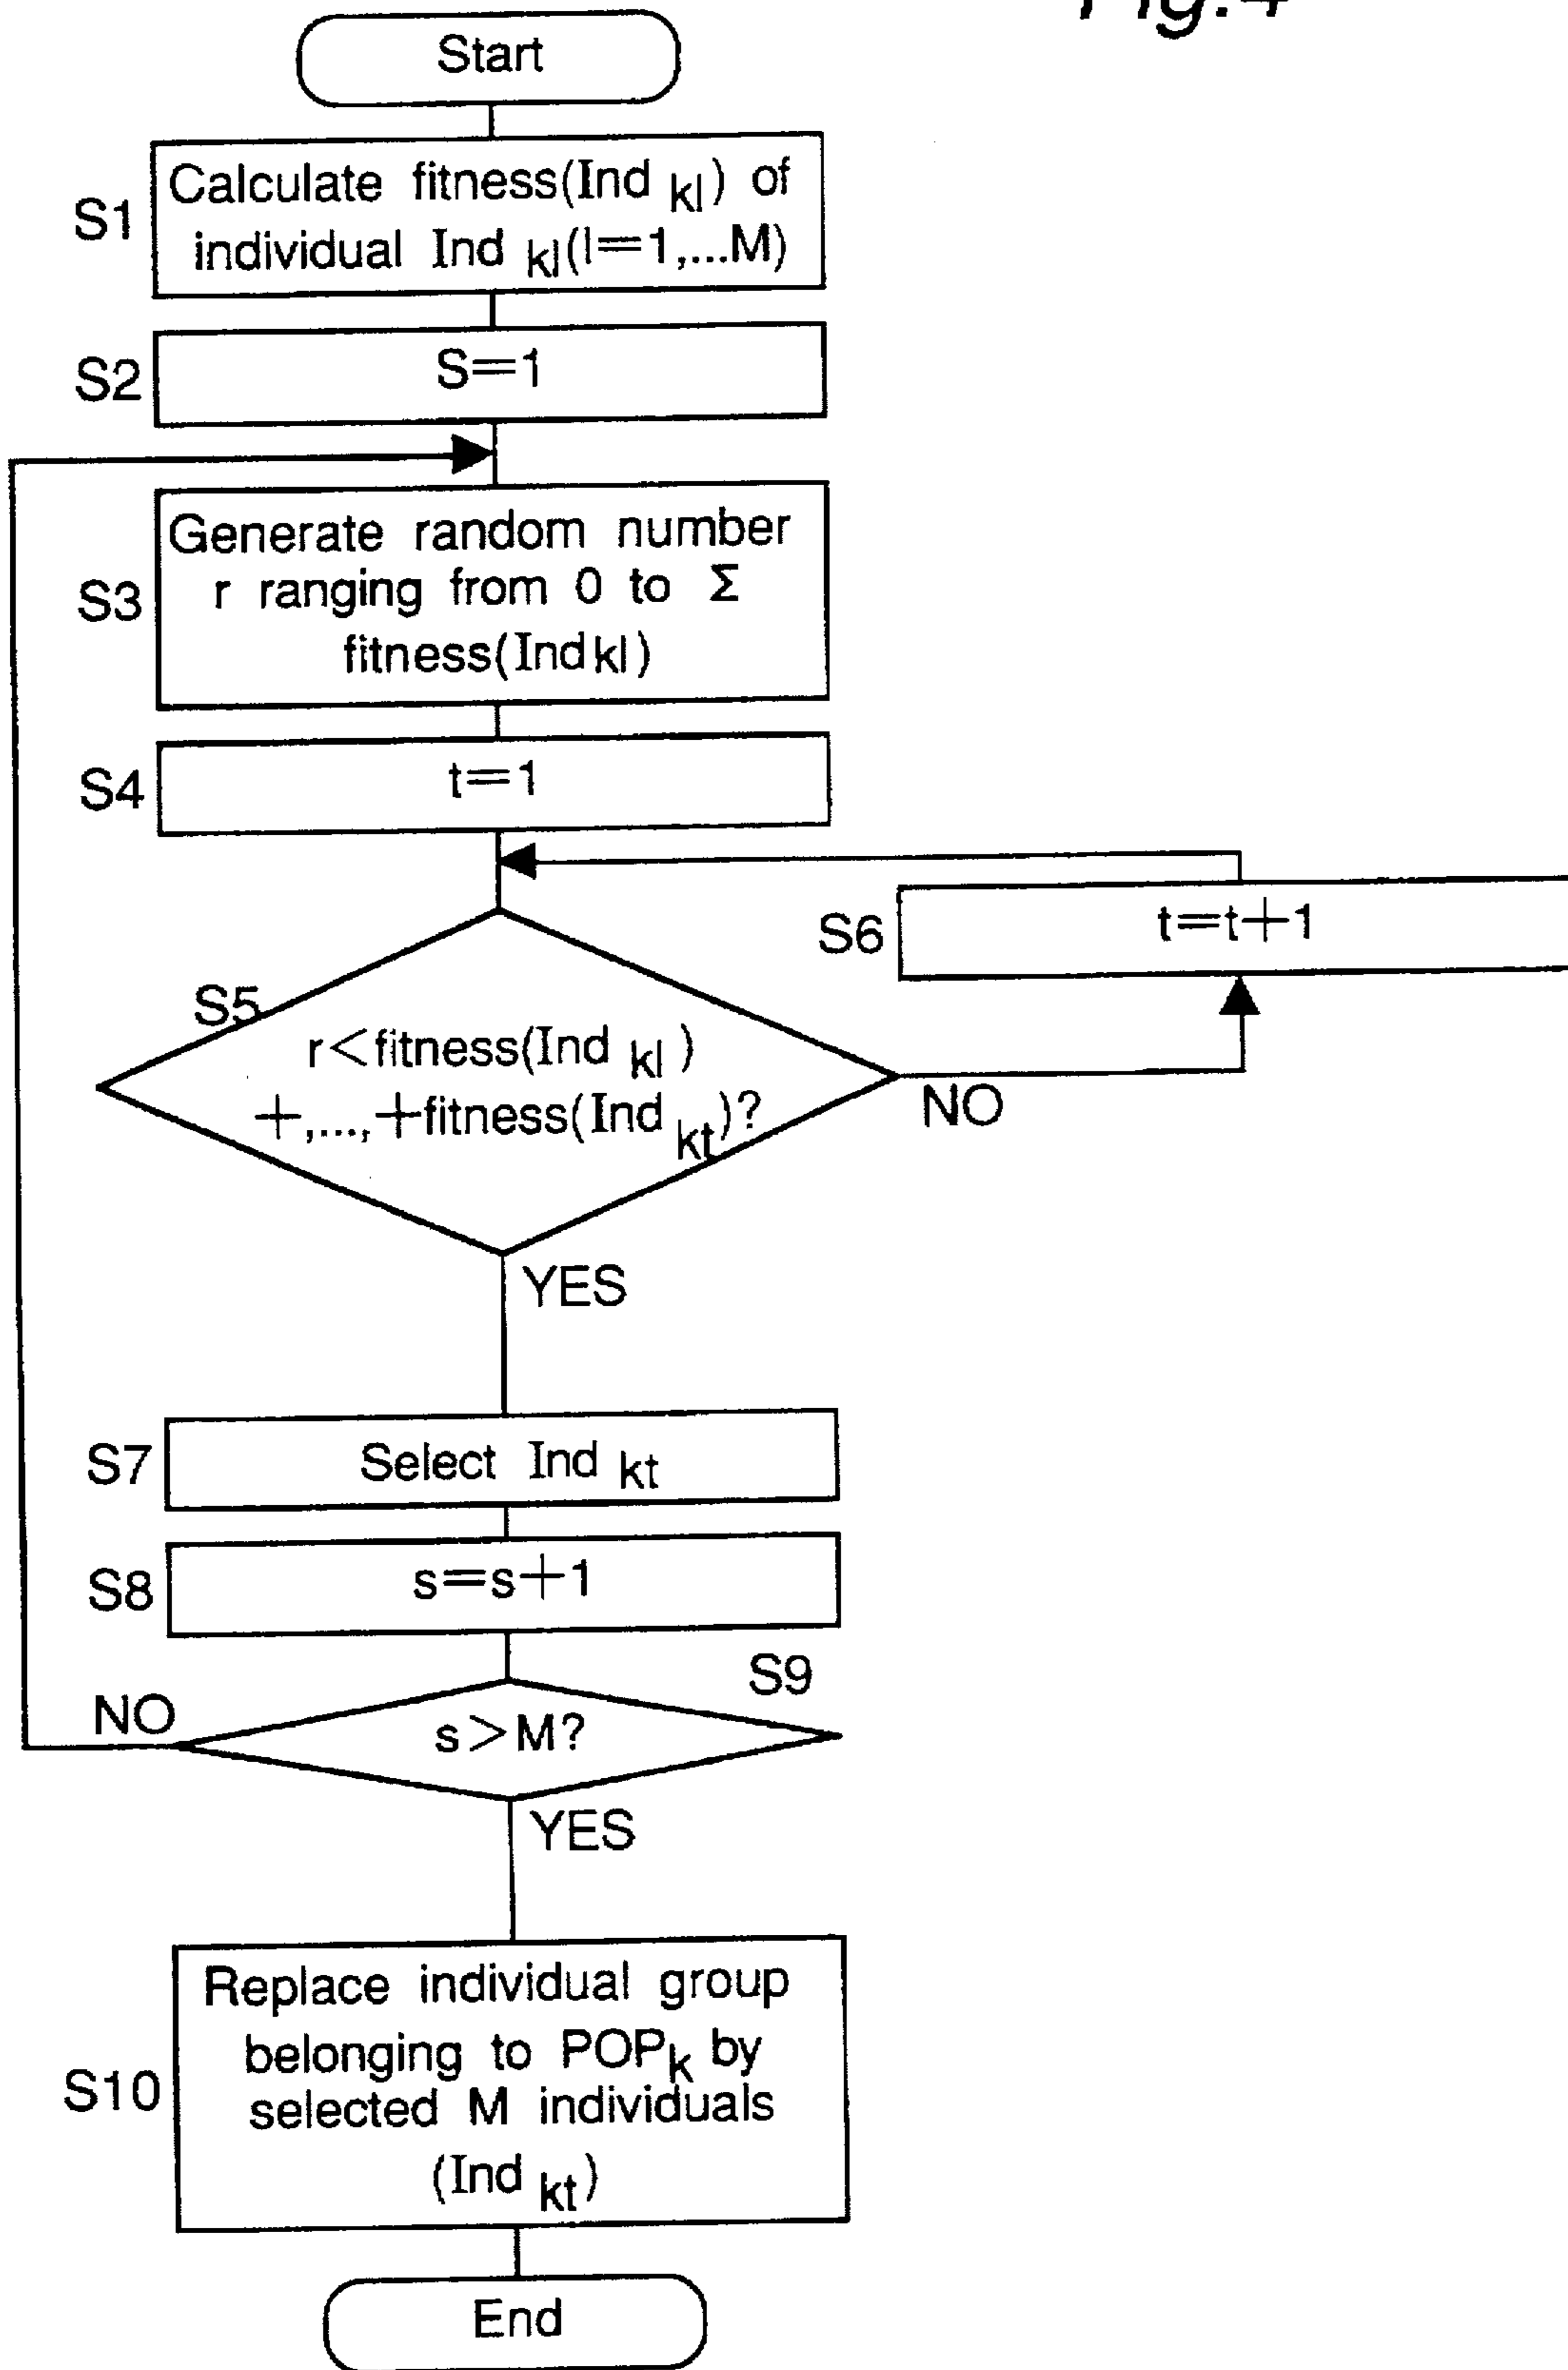 Fig.4
Start
S1
Calculate fitness(Ind kl) of
individual Ind kl(l=1,...M)
S2
S=1
S3
Generate random number
r ranging from 0 to Σ
fitness(Ind kl)
S4
t=1
S6
t=t+1
S5
r<fitness(Ind kl)
+,...,+fitness(Ind kt)?
NO
YES
S7
Select Ind kt
S8
s=s+1
S9
NO
s>M?
YES
S10
Replace individual group
belonging to POPk by
selected M individuals
(Ind kt)
End